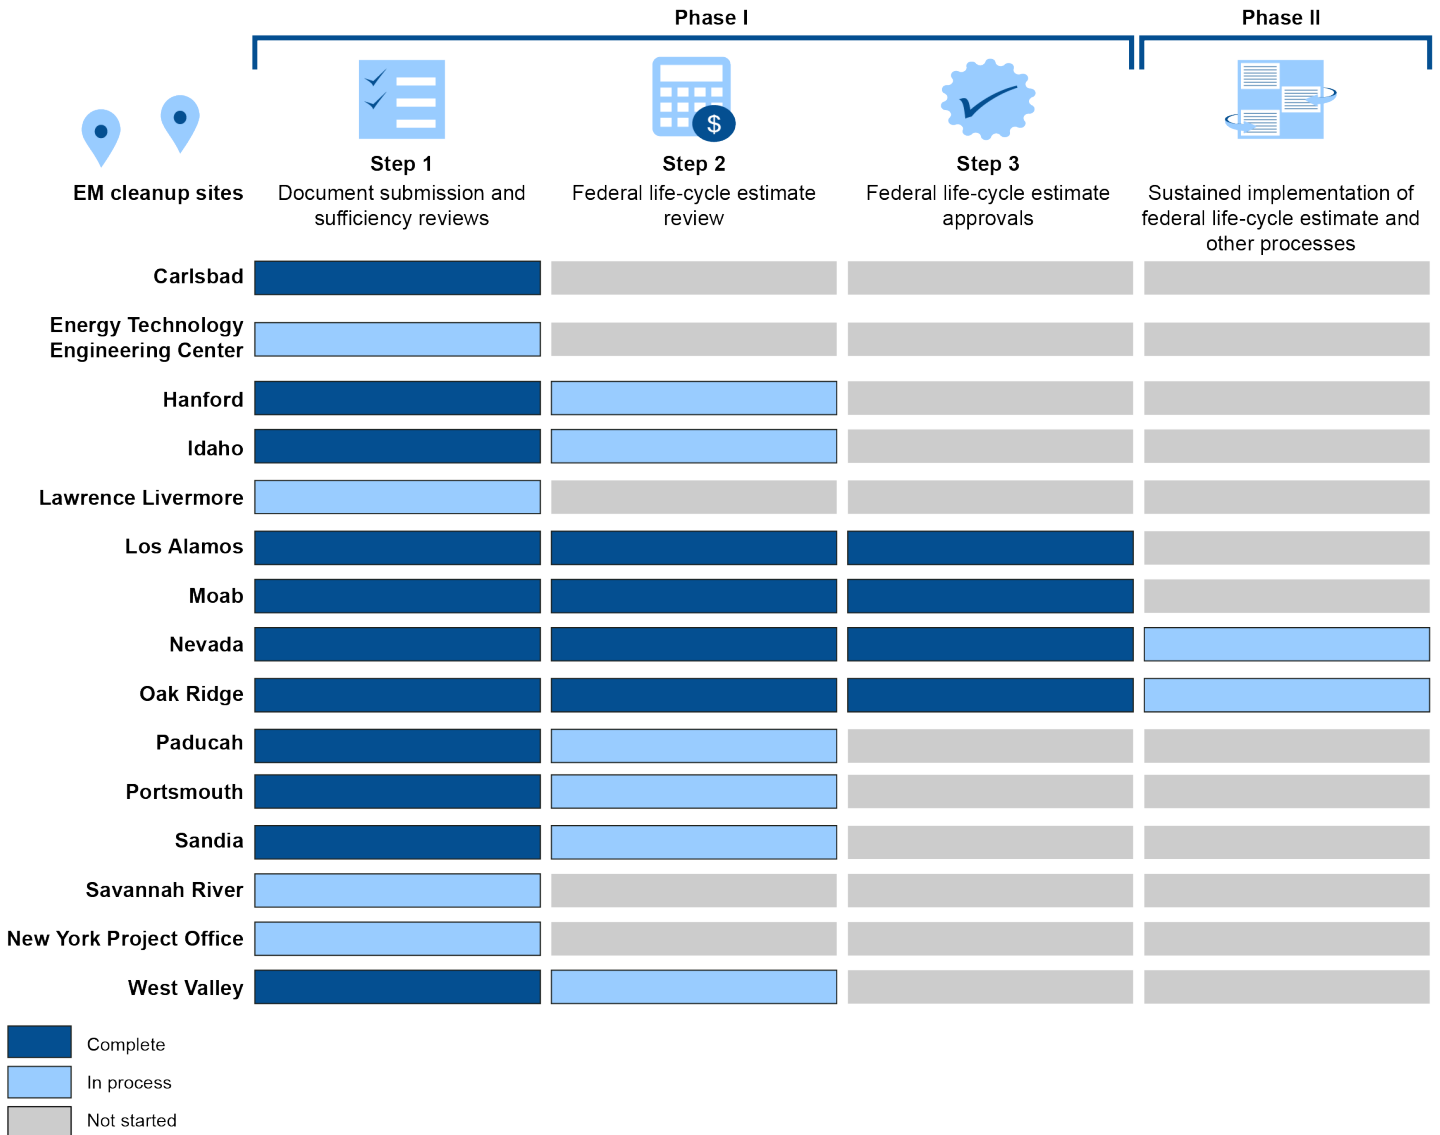 Phase I
Phase II
$
EM cleanup sites
Step 1
Document submission and
sufficiency reviews
Step 2
Federal life-cycle estimate
review
Step 3
Federal life-cycle estimate
approvals
Sustained implementation of
federal life-cycle estimate and
other processes
Carlsbad
Energy Technology
Engineering Center
Hanford
Idaho
Lawrence Livermore
Los Alamos
Moab
Nevada
Oak Ridge
Paducah
Portsmouth
Sandia
Savannah River
New York Project Office
West Valley
Complete
In process
Not started